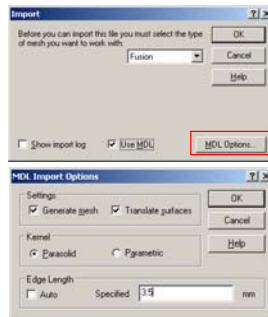 Import
Before you can import this file you must select the type
of mesh you want to work with:
Fusion
OK
Cancel
Help
Show import log
Use MDL
MDL Options...
MDL Import Options
Settings
Generate mesh
Translate surfaces
OK
Cancel
Help
Kernel
Parasolid
Parametric
Edge Length
Auto
Specified
3.5
mm